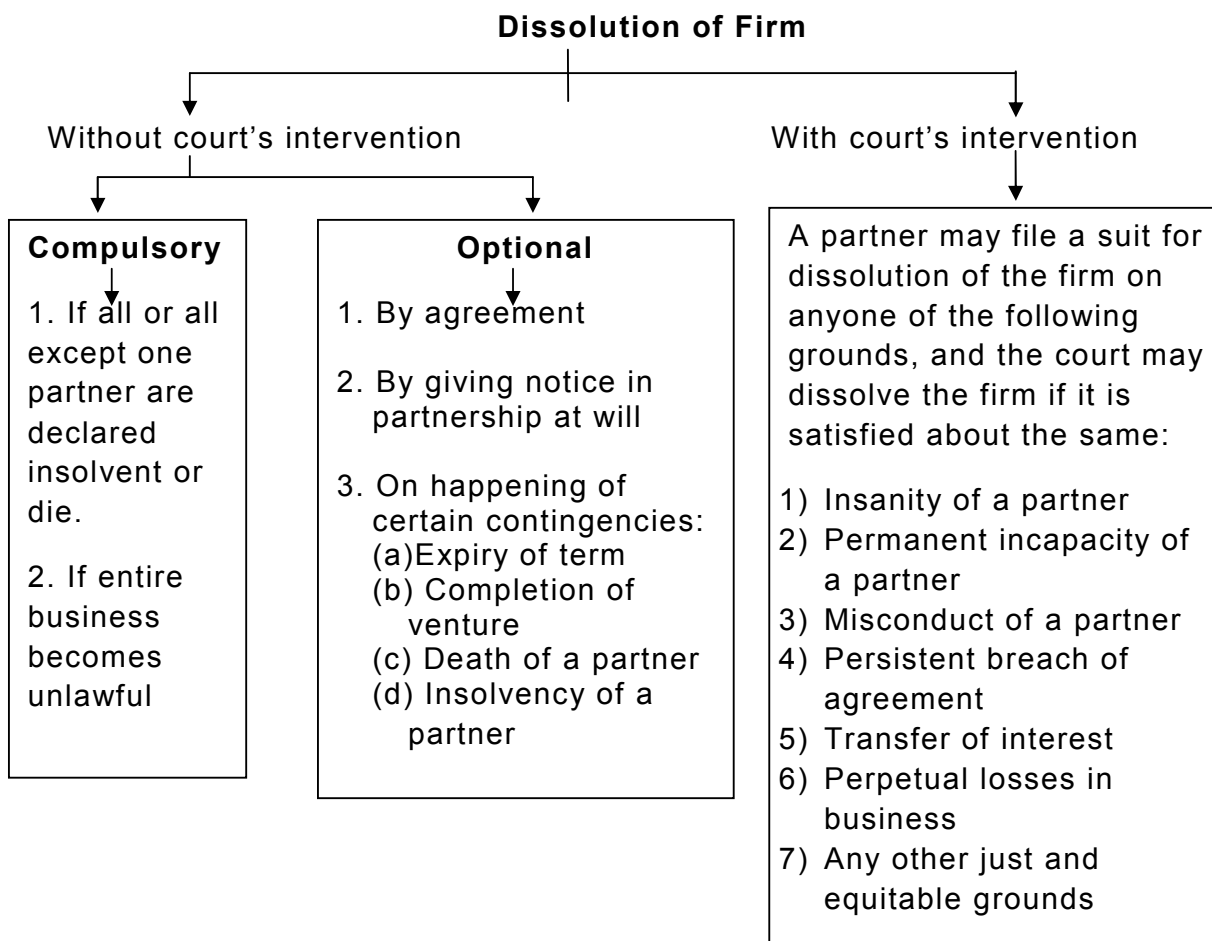 Dissolution of Firm
Without court’s intervention
With court’s intervention
Compulsory
1. If all or all
except one
partner are
declared
insolvent or
die.
2. If entire
business
becomes
unlawful
Optional
1. By agreement
2. By giving notice in
partnership at will
3. On happening of
certain contingencies:
(a)Expiry of term
(b) Completion of
venture
(c) Death of a partner
(d) Insolvency of a
partner
A partner may file a suit for
dissolution of the firm on
anyone of the following
grounds, and the court may
dissolve the firm if it is
satisfied about the same:
1) Insanity of a partner
2) Permanent incapacity of
a partner
3) Misconduct of a partner
4) Persistent breach of
agreement
5) Transfer of interest
6) Perpetual losses in
business
7) Any other just and
equitable grounds